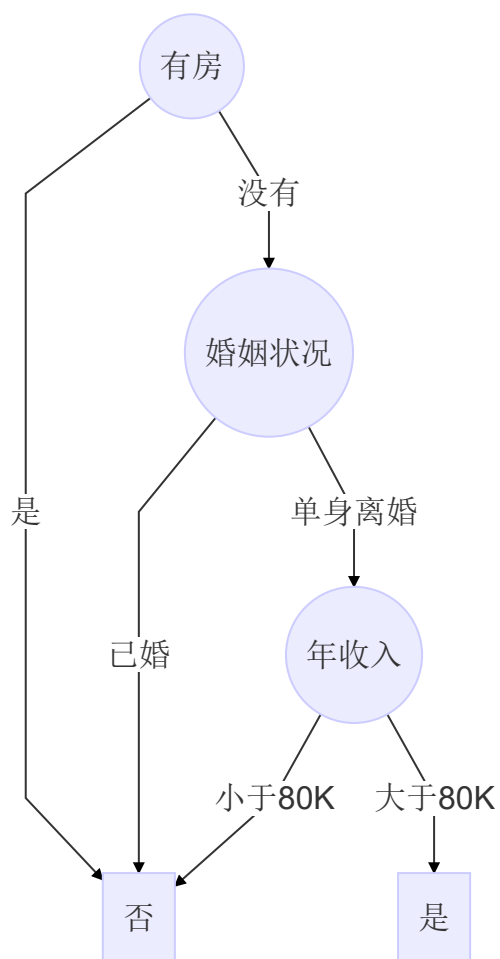 有房
没有
婚姻状况
是
单身离婚
已婚
年收入
小于80K
大于80K
否
是